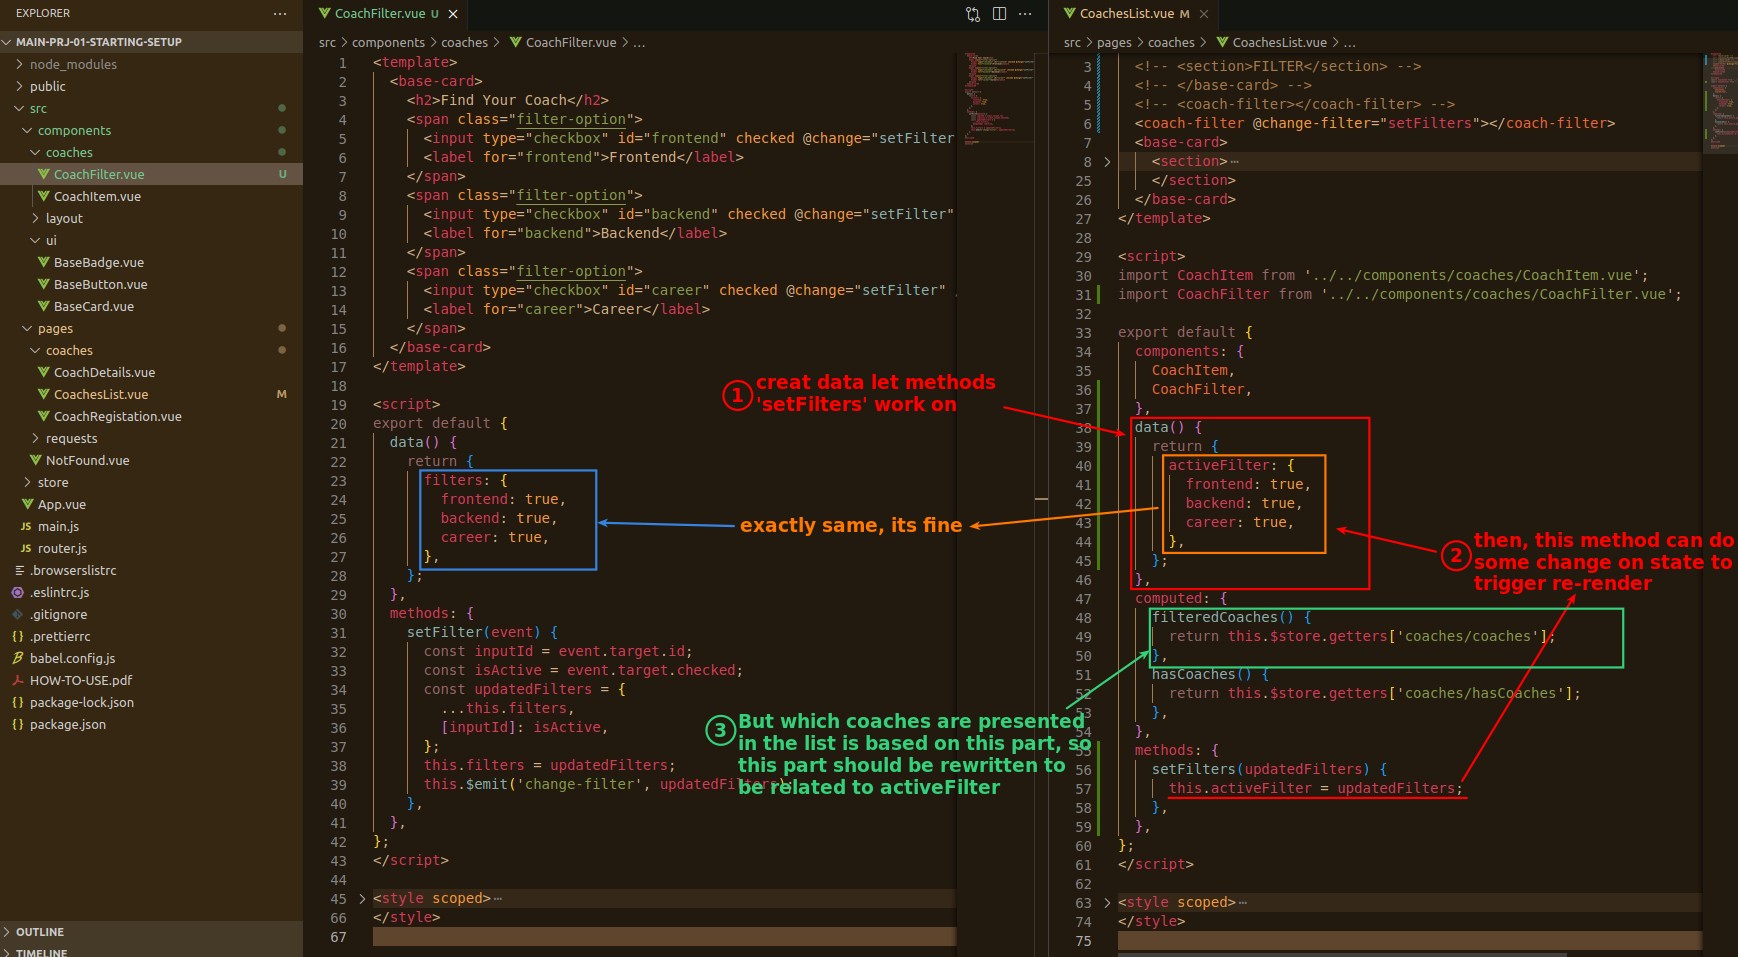 EXPLORER
MAIN-PRJ-01-STARTING-SETUP
node_modules
public
src
components
coaches
CoachFilter.vue U
CoachItem.vue
layout
ui
BaseBadge.vue
BaseButton.vue
BaseCard.vue
pages
coaches
CoachDetails.vue
CoachesList.vue M
CoachRegistation.vue
requests
NotFound.vue
store
App.vue
JS main.js
JS router.js
.browserslistrc
.eslintrc.js
.gitignore
{} .prettierrc
babel.config.js
HOW-TO-USE.pdf
{} package-lock.json
{} package.json
OUTLINE
TIMELINE
CoachFilter.vue U
src > components > coaches > CoachFilter.vue > ...
1 <template>
2 <base-card>
3 <h2>Find Your Coach</h2>
4 <span class="filter-option">
5 <input type="checkbox" id="frontend" checked @change="setFilter
6 <label for="frontend">Frontend</label>
7 </span>
8 <span class="filter-option">
9 <input type="checkbox" id="backend" checked @change="setFilter"
10 <label for="backend">Backend</label>
11 </span>
12 <span class="filter-option">
13 <input type="checkbox" id="career" checked @change="setFilter"
14 <label for="career">Career</label>
15 </span>
16 </base-card>
17 </template>
18
19 <script>
20 export default {
21 data() {
22 return {
23 filters: {
24 frontend: true,
25 backend: true,
26 career: true,
27 },
28 };
29 },
30 methods: {
31 setFilter(event) {
32 const inputId = event.target.id;
33 const isActive = event.target.checked;
34 const updatedFilters = {
35 ...this.filters,
36 [inputId]: isActive,
37 };
38 this.filters = updatedFilters;
39 this.$emit('change-filter', updatedFilters);
40 },
41 },
42 };
43 </script>
44
45 <style scoped>...
66 </style>
67
1 creat data let methods
'setFilters' work on
exactly same, its fine
3 But which coaches are presented
in the list is based on this part, so
this part should be rewritten to
be related to activeFilter
CoachesList.vue M
src > pages > coaches > CoachesList.vue > ...
3 <!-- <section>FILTER</section> -->
4 <!-- </base-card> -->
5 <!-- <coach-filter></coach-filter> -->
6 <coach-filter @change-filter="setFilters"></coach-filter>
7 <base-card>
8 <section>...
25 </section>
26 </base-card>
27 </template>
28
29 <script>
30 import CoachItem from '../../components/coaches/CoachItem.vue';
31 import CoachFilter from '../../components/coaches/CoachFilter.vue';
32
33 export default {
34 components: {
35 CoachItem,
36 CoachFilter,
37 },
38 data() {
39 return {
40 activeFilter: {
41 frontend: true,
42 backend: true,
43 career: true,
44 },
45 };
46 },
47 computed: {
48 filteredCoaches() {
49 return this.$store.getters['coaches/coaches'];
50 },
51 hasCoaches() {
52 return this.$store.getters['coaches/hasCoaches'];
53 },
54 },
55 methods: {
56 setFilters(updatedFilters) {
57 this.activeFilter = updatedFilters;
58 },
59 },
60 };
61 </script>
62
63 <style scoped>...
74 </style>
75
2 then, this method can do
some change on state to
trigger re-render